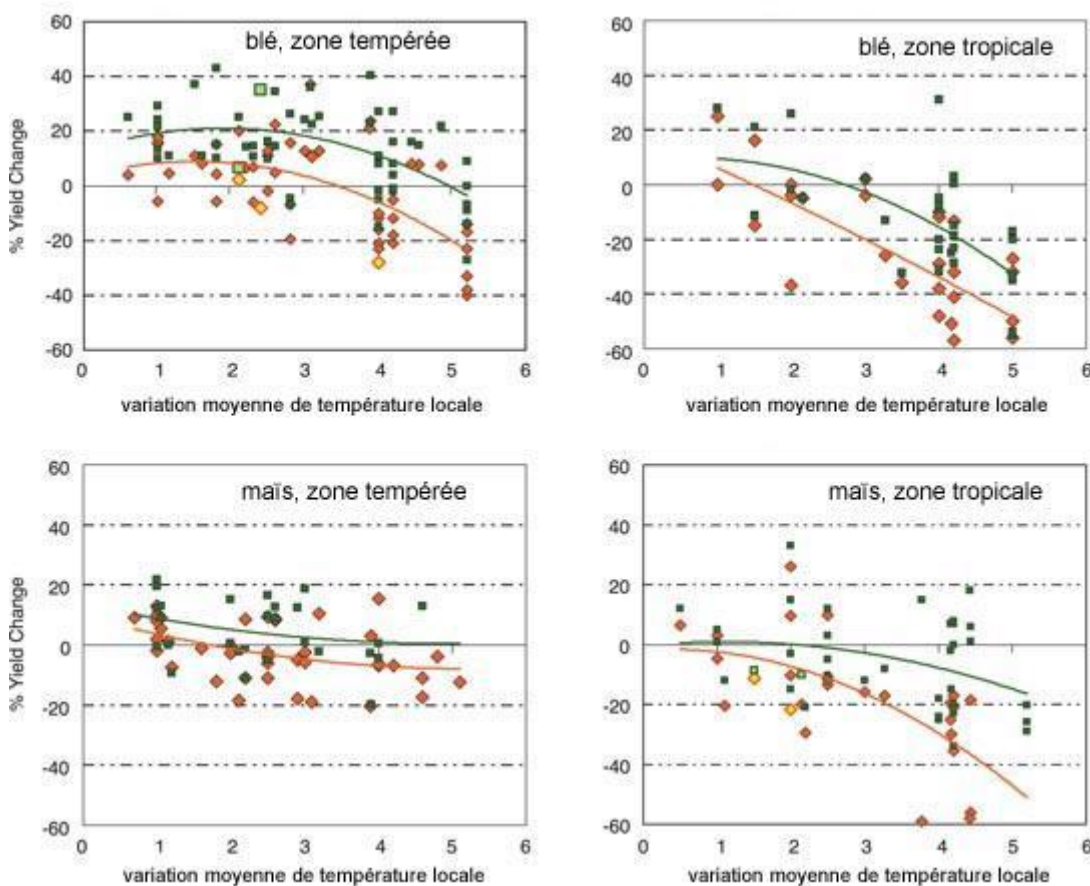 60
blé, zone tempérée
40
20
0
-20
-40
-60
% Yield Change
0 1 2 3 4 5 6
variation moyenne de température locale
60
blé, zone tropicale
40
20
0
-20
-40
-60
0 1 2 3 4 5 6
variation moyenne de température locale
60
maïs, zone tempérée
40
20
0
-20
-40
-60
% Yield Change
0 1 2 3 4 5 6
variation moyenne de température locale
60
maïs, zone tropicale
40
20
0
-20
-40
-60
0 1 2 3 4 5 6
variation moyenne de température locale